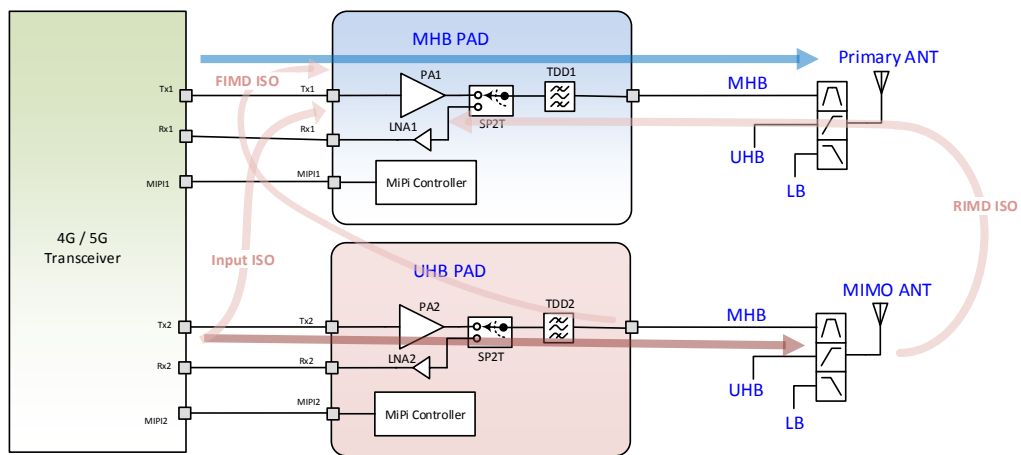 MHB PAD
Primary ANT
FIMD ISO
PA1
TDD1
MHB
Tx1
Tx1
LNA1
SP2T
Rx1
Rx1
UHB
MIPI1
MIPI1
MiPi Controller
LB
RIMD ISO
4G / 5G
Transceiver
Input ISO
UHB PAD
MIMO ANT
PA2
TDD2
MHB
Tx2
Tx2
LNA2
SP2T
Rx2
Rx2
UHB
MIPI2
MIPI2
MiPi Controller
LB